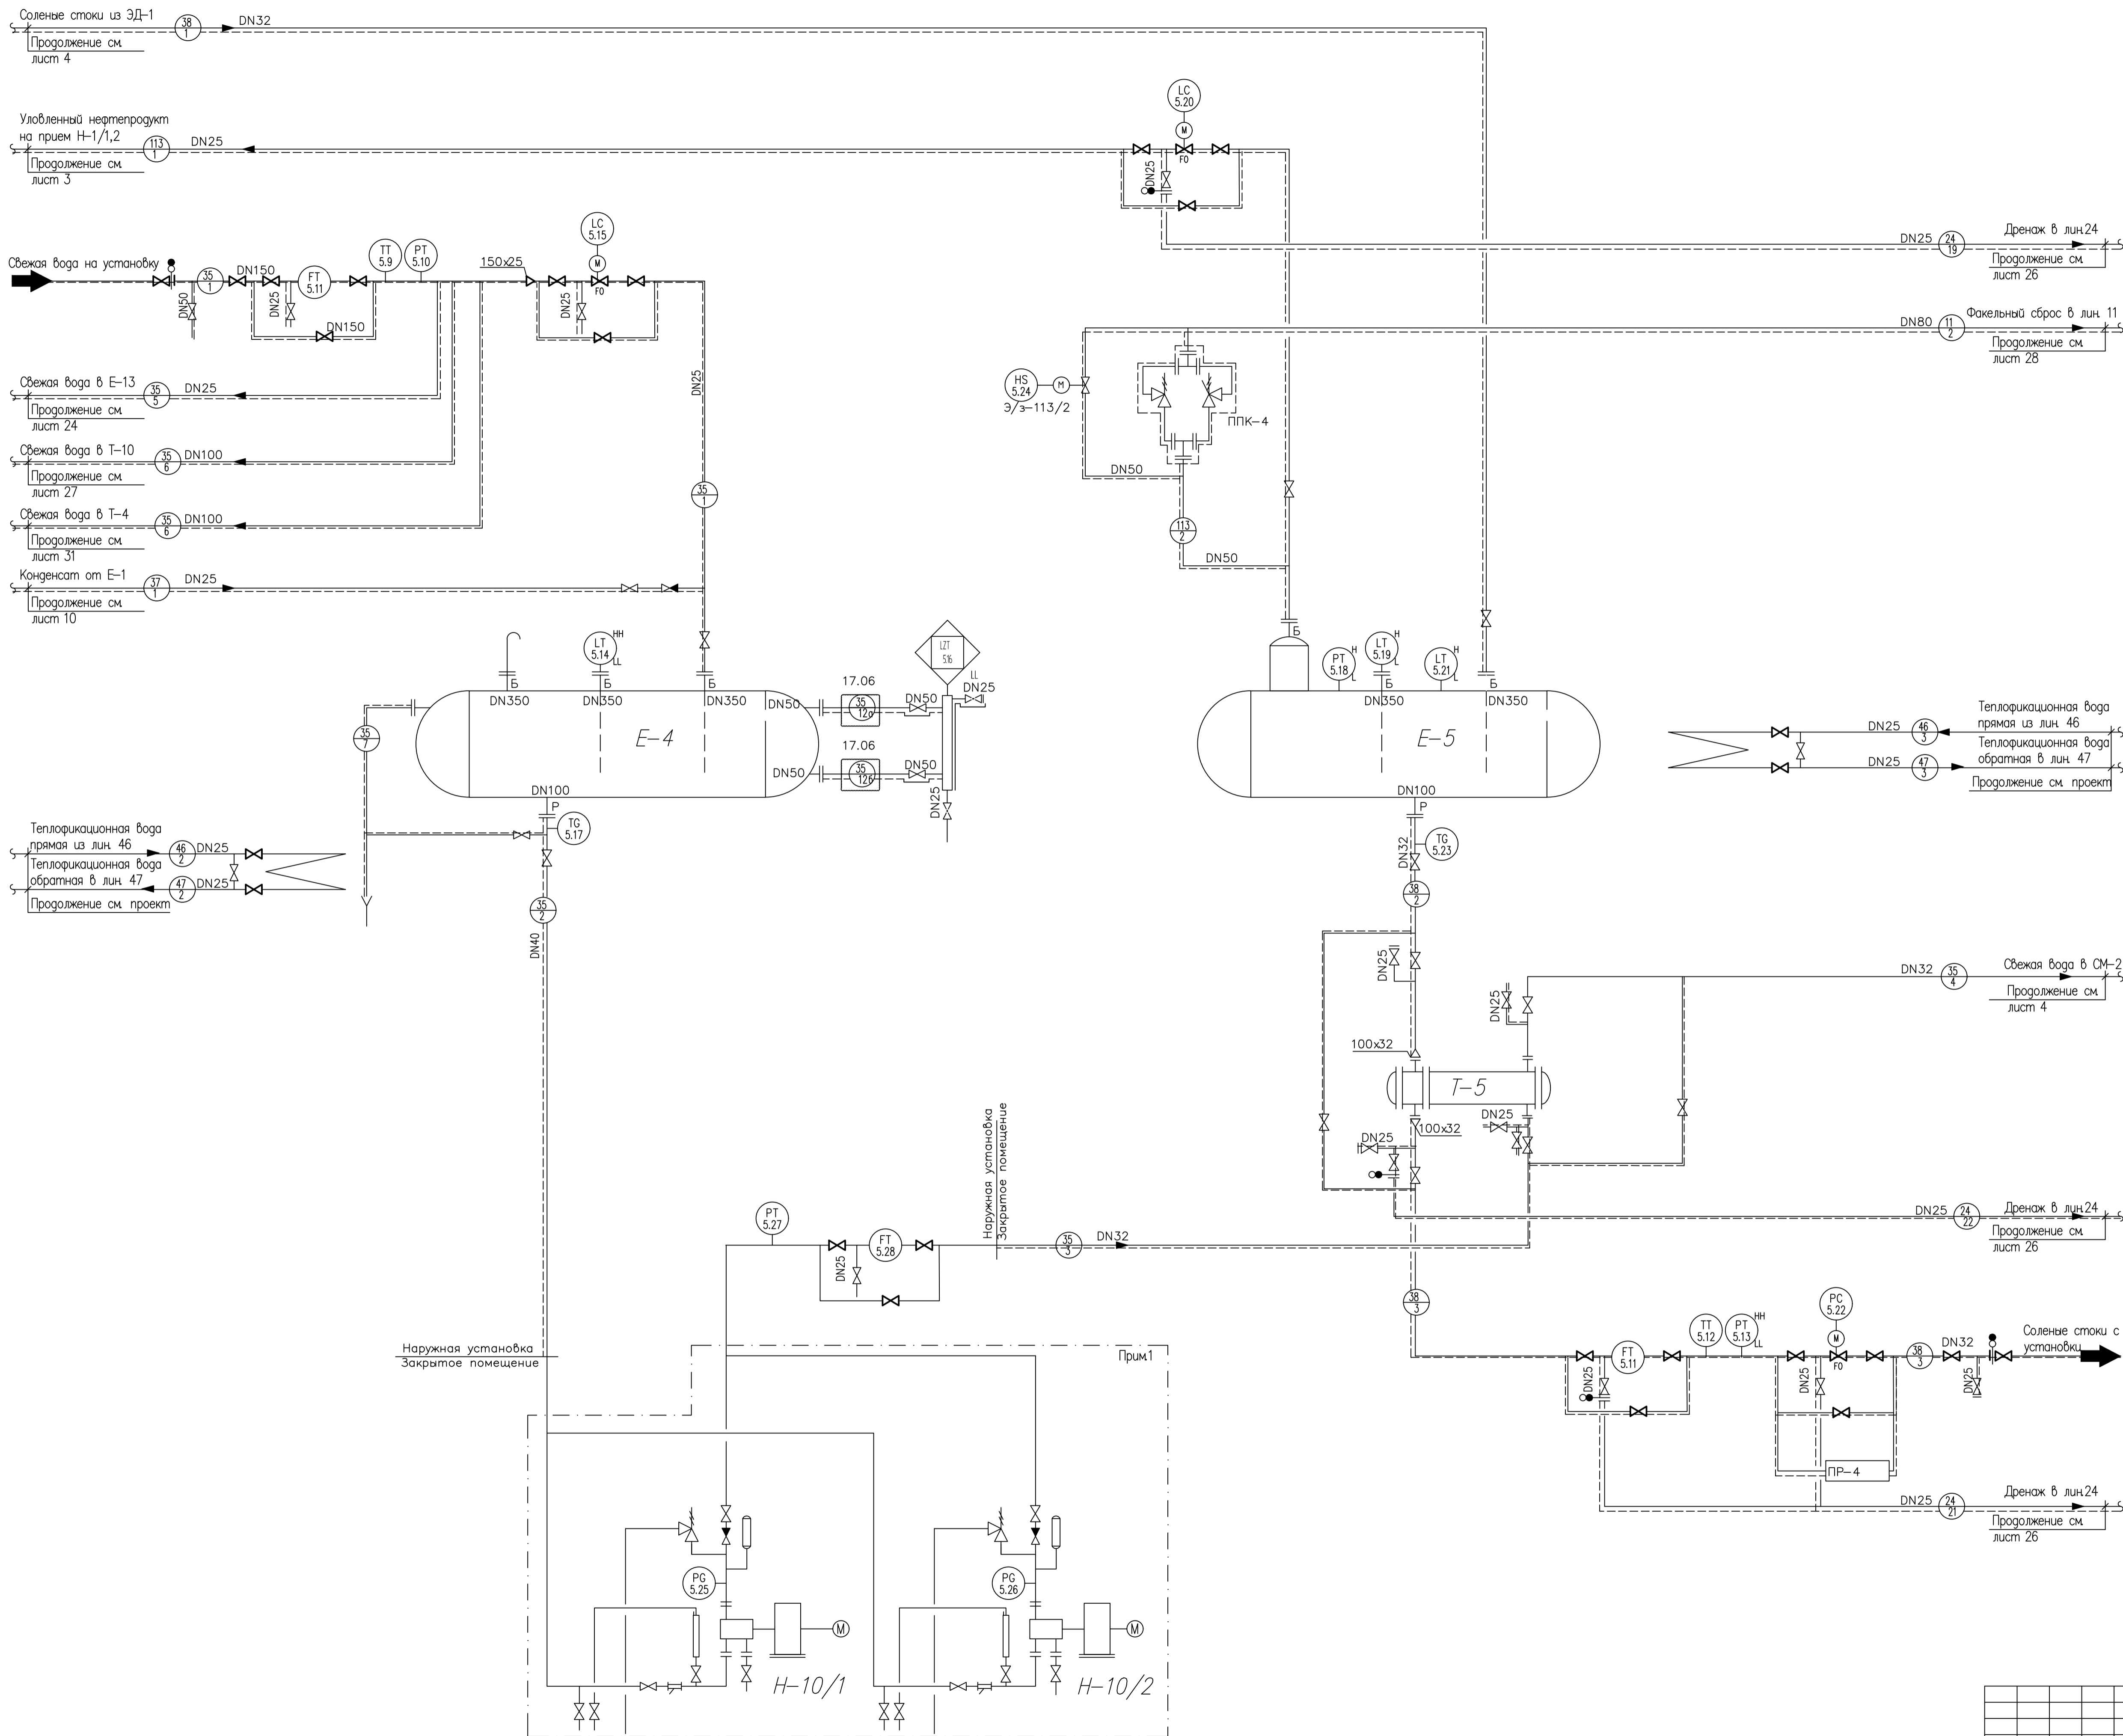 Соленые стоки из ЭД-1
38
1
DN32
Продолжение см.
лист 4
Уловленный нефтепродукт
на прием Н-1/1,2
113
1
DN25
Продолжение см.
лист 3
LC
5.20
M
FO
DN25
DN25
24
19
Дренаж в лин.24
Продолжение см.
лист 26
Свежая вода на установку
DN50
35
1
DN150
DN25
FT
5.11
DN150
TT
5.9
PT
5.10
150x25
LC
5.15
M
FO
DN25
DN25
DN80
11
2
Факельный сброс в лин. 11
Продолжение см.
лист 28
HS
5.24
M
Э/з-113/2
ППК-4
DN50
113
2
DN50
Свежая вода в Е-13
35
5
DN25
Продолжение см.
лист 24
Свежая вода в Т-10
35
6
DN100
Продолжение см.
лист 27
Свежая вода в Т-4
35
6
DN100
Продолжение см.
лист 31
35
1
Конденсат от Е-1
37
1
DN25
Продолжение см.
лист 10
LT
5.14
HH
LL
Б
Б
DN350
DN350
DN350
Е-4
DN50
DN50
DN100
Р
17.06
35
12а
DN50
17.06
35
12б
DN50
LZT
5.16
LL
DN25
DN25
35
7
TG
5.17
35
2
DN40
Б
PT
5.18
H
L
LT
5.19
H
L
LT
5.21
H
L
Б
DN350
DN350
Е-5
DN100
Р
TG
5.23
DN32
38
2
Теплофикационная вода
прямая из лин. 46
DN25
46
3
Теплофикационная вода
обратная в лин. 47
DN25
47
3
Продолжение см. проект
Теплофикационная вода
прямая из лин. 46
46
2
DN25
Теплофикационная вода
обратная в лин. 47
47
2
DN25
Продолжение см. проект
DN25
DN25
DN32
35
4
Свежая вода в СМ-2
Продолжение см.
лист 4
100x32
Т-5
DN25
100x32
DN25
DN25
24
22
Дренаж в лин.24
Продолжение см.
лист 26
Наружная установка
Закрытое помещение
PT
5.27
FT
5.28
DN25
35
3
DN32
38
3
Наружная установка
Закрытое помещение
Прим.1
FT
5.11
DN25
TT
5.12
PT
5.13
HH
LL
PC
5.22
M
FO
DN25
38
3
DN32
DN25
Соленые стоки с
установки
ПР-4
DN25
24
21
Дренаж в лин.24
Продолжение см.
лист 26
PG
5.25
M
Н-10/1
PG
5.26
M
Н-10/2